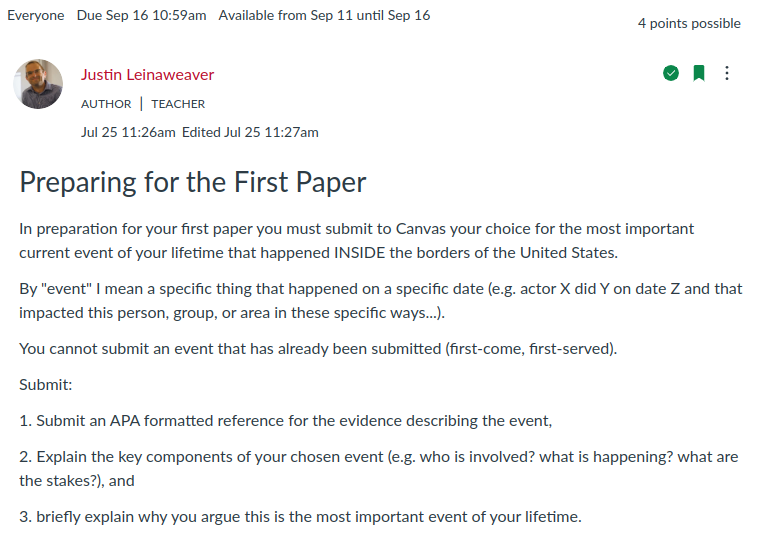 Everyone Due Sep 16 10:59am Available from Sep 11 until Sep 16
4 points possible
Justin Leinaweaver
AUTHOR | TEACHER
Jul 25 11:26am Edited Jul 25 11:27am
Preparing for the First Paper
In preparation for your first paper you must submit to Canvas your choice for the most important
current event of your lifetime that happened INSIDE the borders of the United States.
By "event" I mean a specific thing that happened on a specific date (e.g. actor X did Y on date Z and that
impacted this person, group, or area in these specific ways...).
You cannot submit an event that has already been submitted (first-come, first-served).
Submit:
1. Submit an APA formatted reference for the evidence describing the event,
2. Explain the key components of your chosen event (e.g. who is involved? what is happening? what are
the stakes?), and
3. briefly explain why you argue this is the most important event of your lifetime.